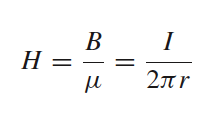 H = B/μ = I/2πr